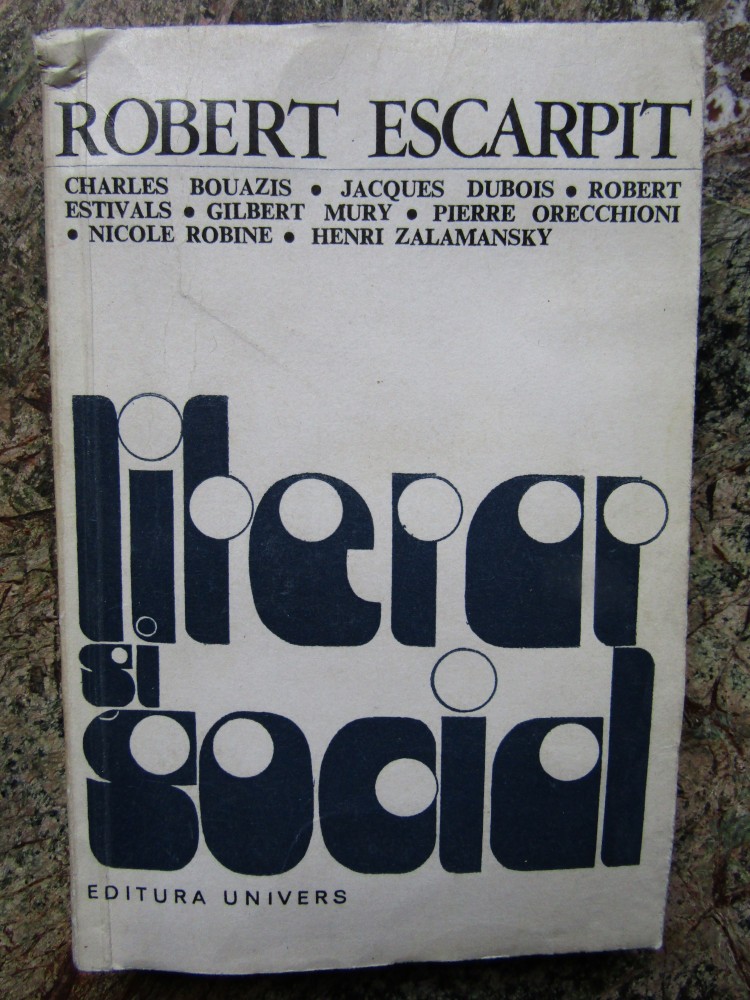 ROBERT ESCARPIT
CHARLES BOUAZIS • JACQUES DUBOIS • ROBERT
ESTIVALS • GILBERT MURY • PIERRE ORECCHIONI
• NICOLE ROBINE • HENRI ZALAMANSKY
literar
și
social
EDITURA UNIVERS